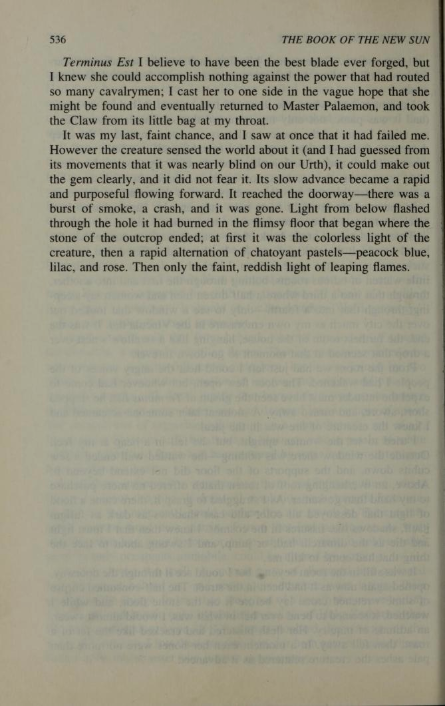 536 THE BOOK OF THE NEW SUN
Terminus Est I believe to have been the best blade ever forged, but
I knew she could accomplish nothing against the power that had routed
so many cavalrymen; I cast her to one side in the vague hope that she
might be found and eventually returned to Master Palaemon, and took
the Claw from its little bag at my throat.
It was my last, faint chance, and I saw at once that it had failed me.
However the creature sensed the world about it (and I had guessed from
its movements that it was nearly blind on our Urth), it could make out
the gem clearly, and it did not fear it. Its slow advance became a rapid
and purposeful flowing forward. It reached the doorway—there was a
burst of smoke, a crash, and it was gone. Light from below flashed
through the hole it had burned in the flimsy floor that began where the
stone of the outcrop ended; at first it was the colorless light of the
creature, then a rapid alternation of chatoyant pastels—peacock blue,
lilac, and rose. Then only the faint, reddish light of leaping flames.